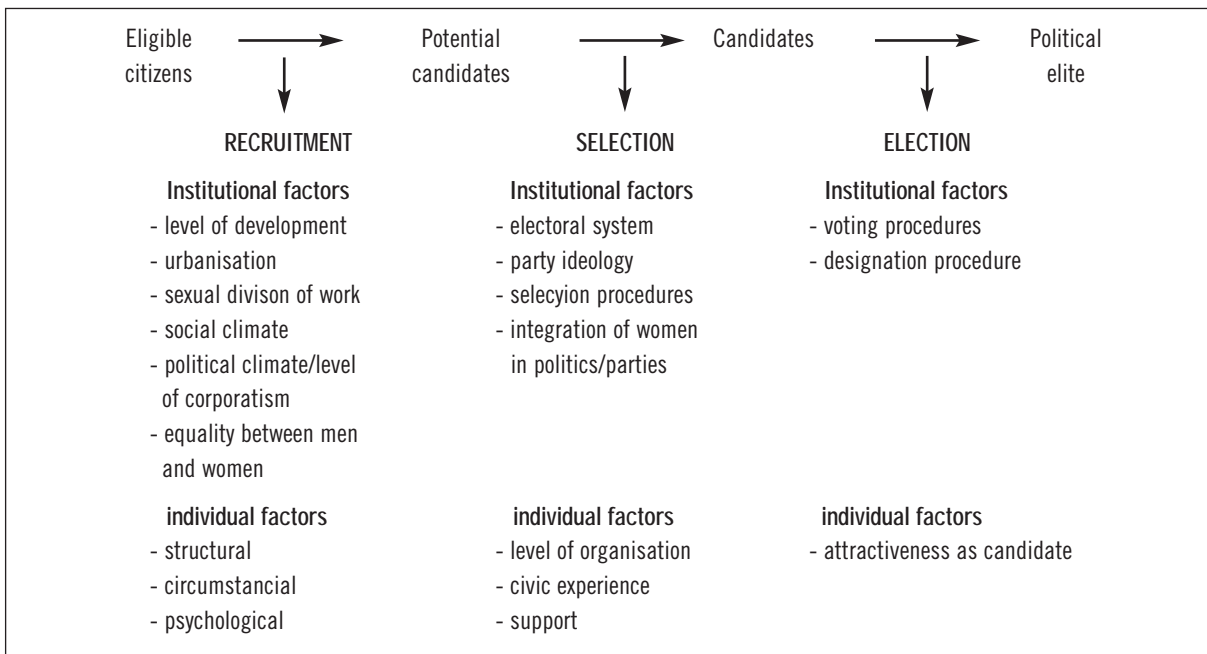 Eligible citizens
Potential candidates
Candidates
Political elite
RECRUITMENT
Institutional factors
- level of development
- urbanisation
- sexual divison of work
- social climate
- political climate/level
of corporatism
- equality between men
and women
individual factors
- structural
- circumstancial
- psychological
SELECTION
Institutional factors
- electoral system
- party ideology
- selecyion procedures
- integration of women
in politics/parties
individual factors
- level of organisation
- civic experience
- support
ELECTION
Institutional factors
- voting procedures
- designation procedure
individual factors
- attractiveness as candidate